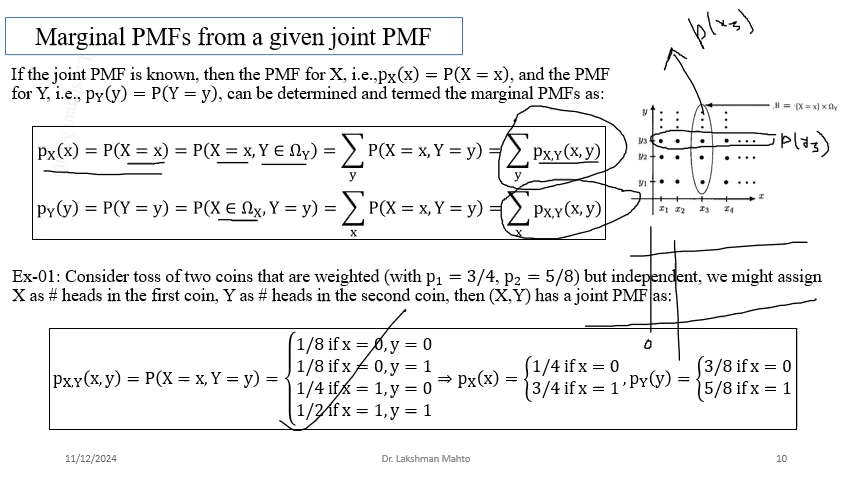 Marginal PMFs from a given joint PMF
If the joint PMF is known, then the PMF for X, i.e.,pX(x) = P(X = x), and the PMF
for Y, i.e., pY(y) = P(Y = y), can be determined and termed the marginal PMFs as:
pX(x) = P(X = x) = P(X = x, Y ∈ ΩY) = ∑y P(X = x, Y = y) = ∑y pX,Y(x, y)
pY(y) = P(Y = y) = P(X ∈ ΩX, Y = y) = ∑x P(X = x, Y = y) = ∑x pX,Y(x, y)
p(x3)
B = {X = x} × Ωy
y
y3
p(y3)
y2
y1
x
x1 x2 x3 x4
Ex-01: Consider toss of two coins that are weighted (with p1 = 3/4, p2 = 5/8) but independent, we might assign
X as # heads in the first coin, Y as # heads in the second coin, then (X,Y) has a joint PMF as:
0
pX,Y(x, y) = P(X = x, Y = y) = { 1/8 if x = 0, y = 0
1/8 if x = 0, y = 1
1/4 if x = 1, y = 0
1/2 if x = 1, y = 1
⇒ pX(x) = { 1/4 if x = 0
3/4 if x = 1
, pY(y) = { 3/8 if x = 0
5/8 if x = 1
11/12/2024
Dr. Lakshman Mahto
10